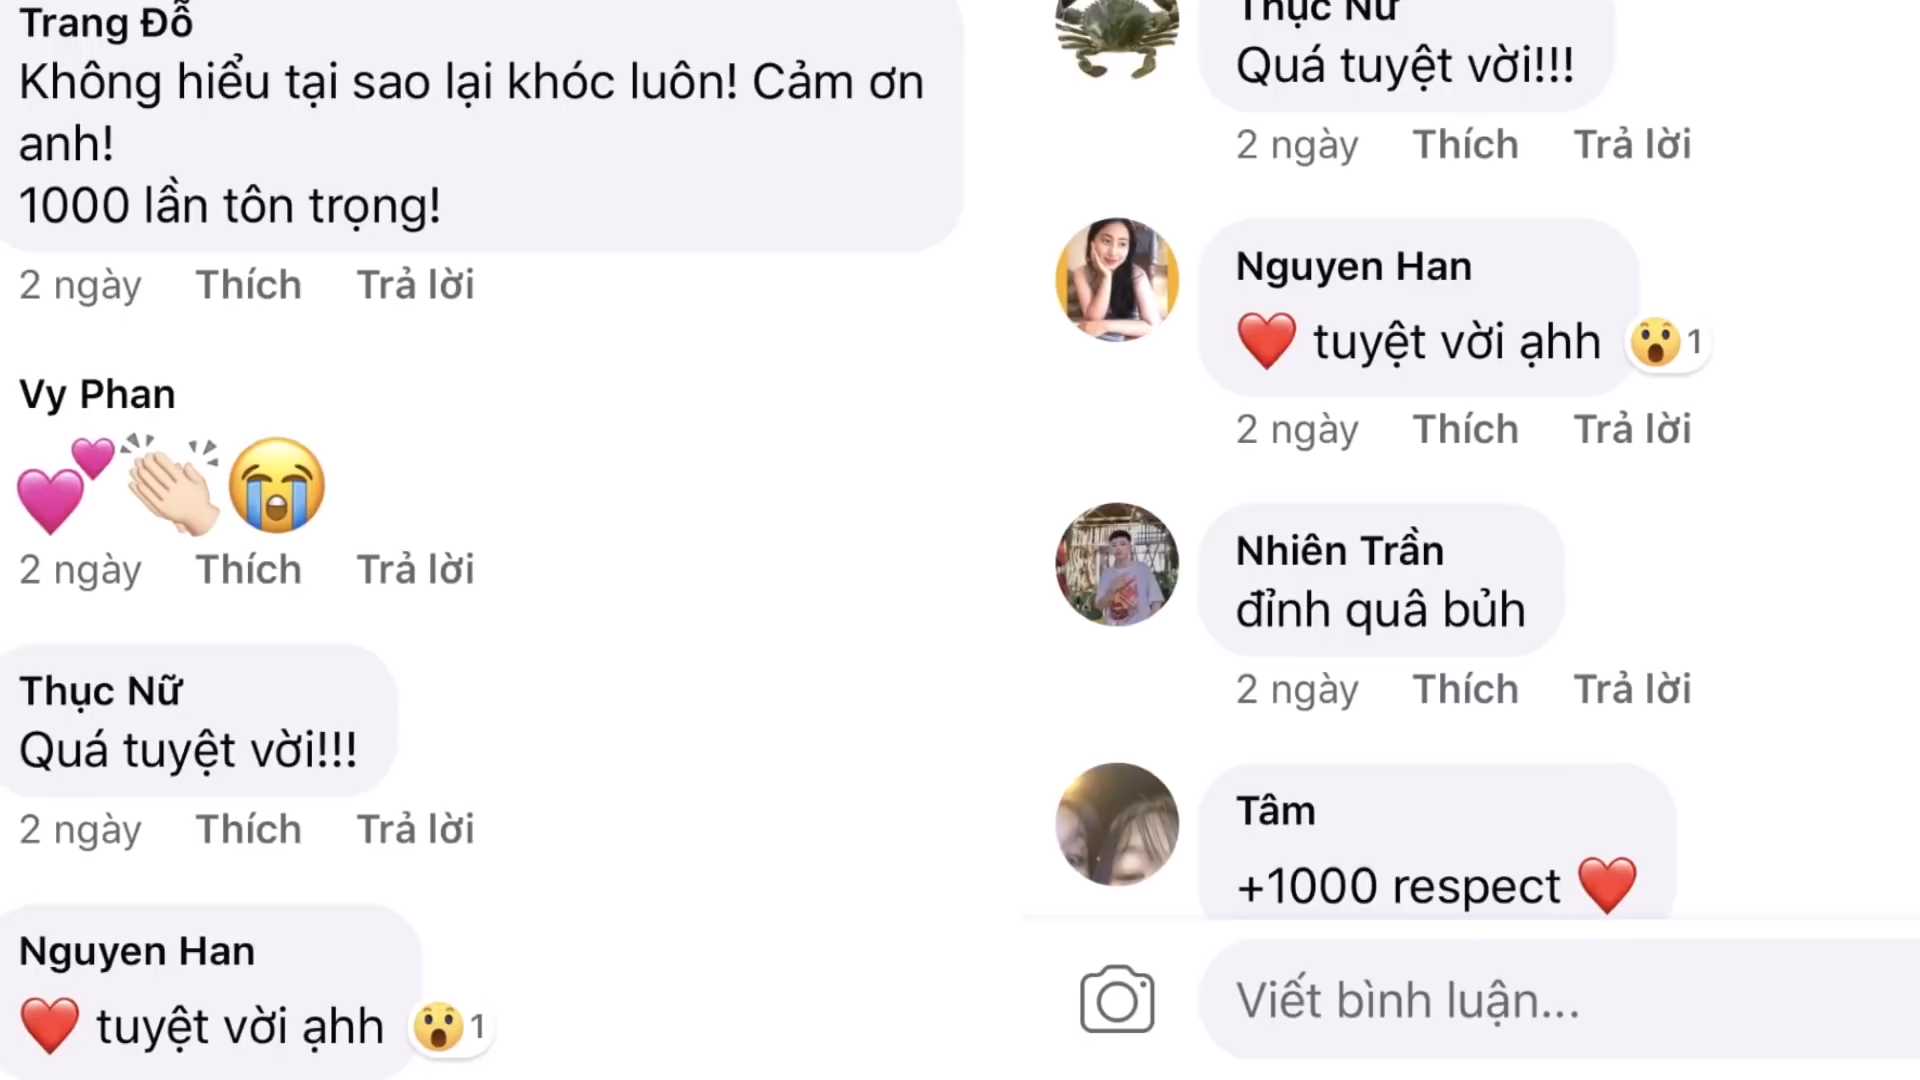 Trang Đỗ
Không hiểu tại sao lại khóc luôn! Cảm ơn
anh!
1000 lần tôn trọng!
2 ngày Thích Trả lời
Vy Phan
💕👏🏻😭
2 ngày Thích Trả lời
Thục Nữ
Quá tuyệt vời!!!
2 ngày Thích Trả lời
Nguyen Han
❤️ tuyệt vời ạhh 😮 1
Thục Nữ
Quá tuyệt vời!!!
2 ngày Thích Trả lời
Nguyen Han
❤️ tuyệt vời ạhh 😮 1
2 ngày Thích Trả lời
Nhiên Trần
đỉnh quâ bủh
2 ngày Thích Trả lời
Tâm
+1000 respect ❤️
Viết bình luận...